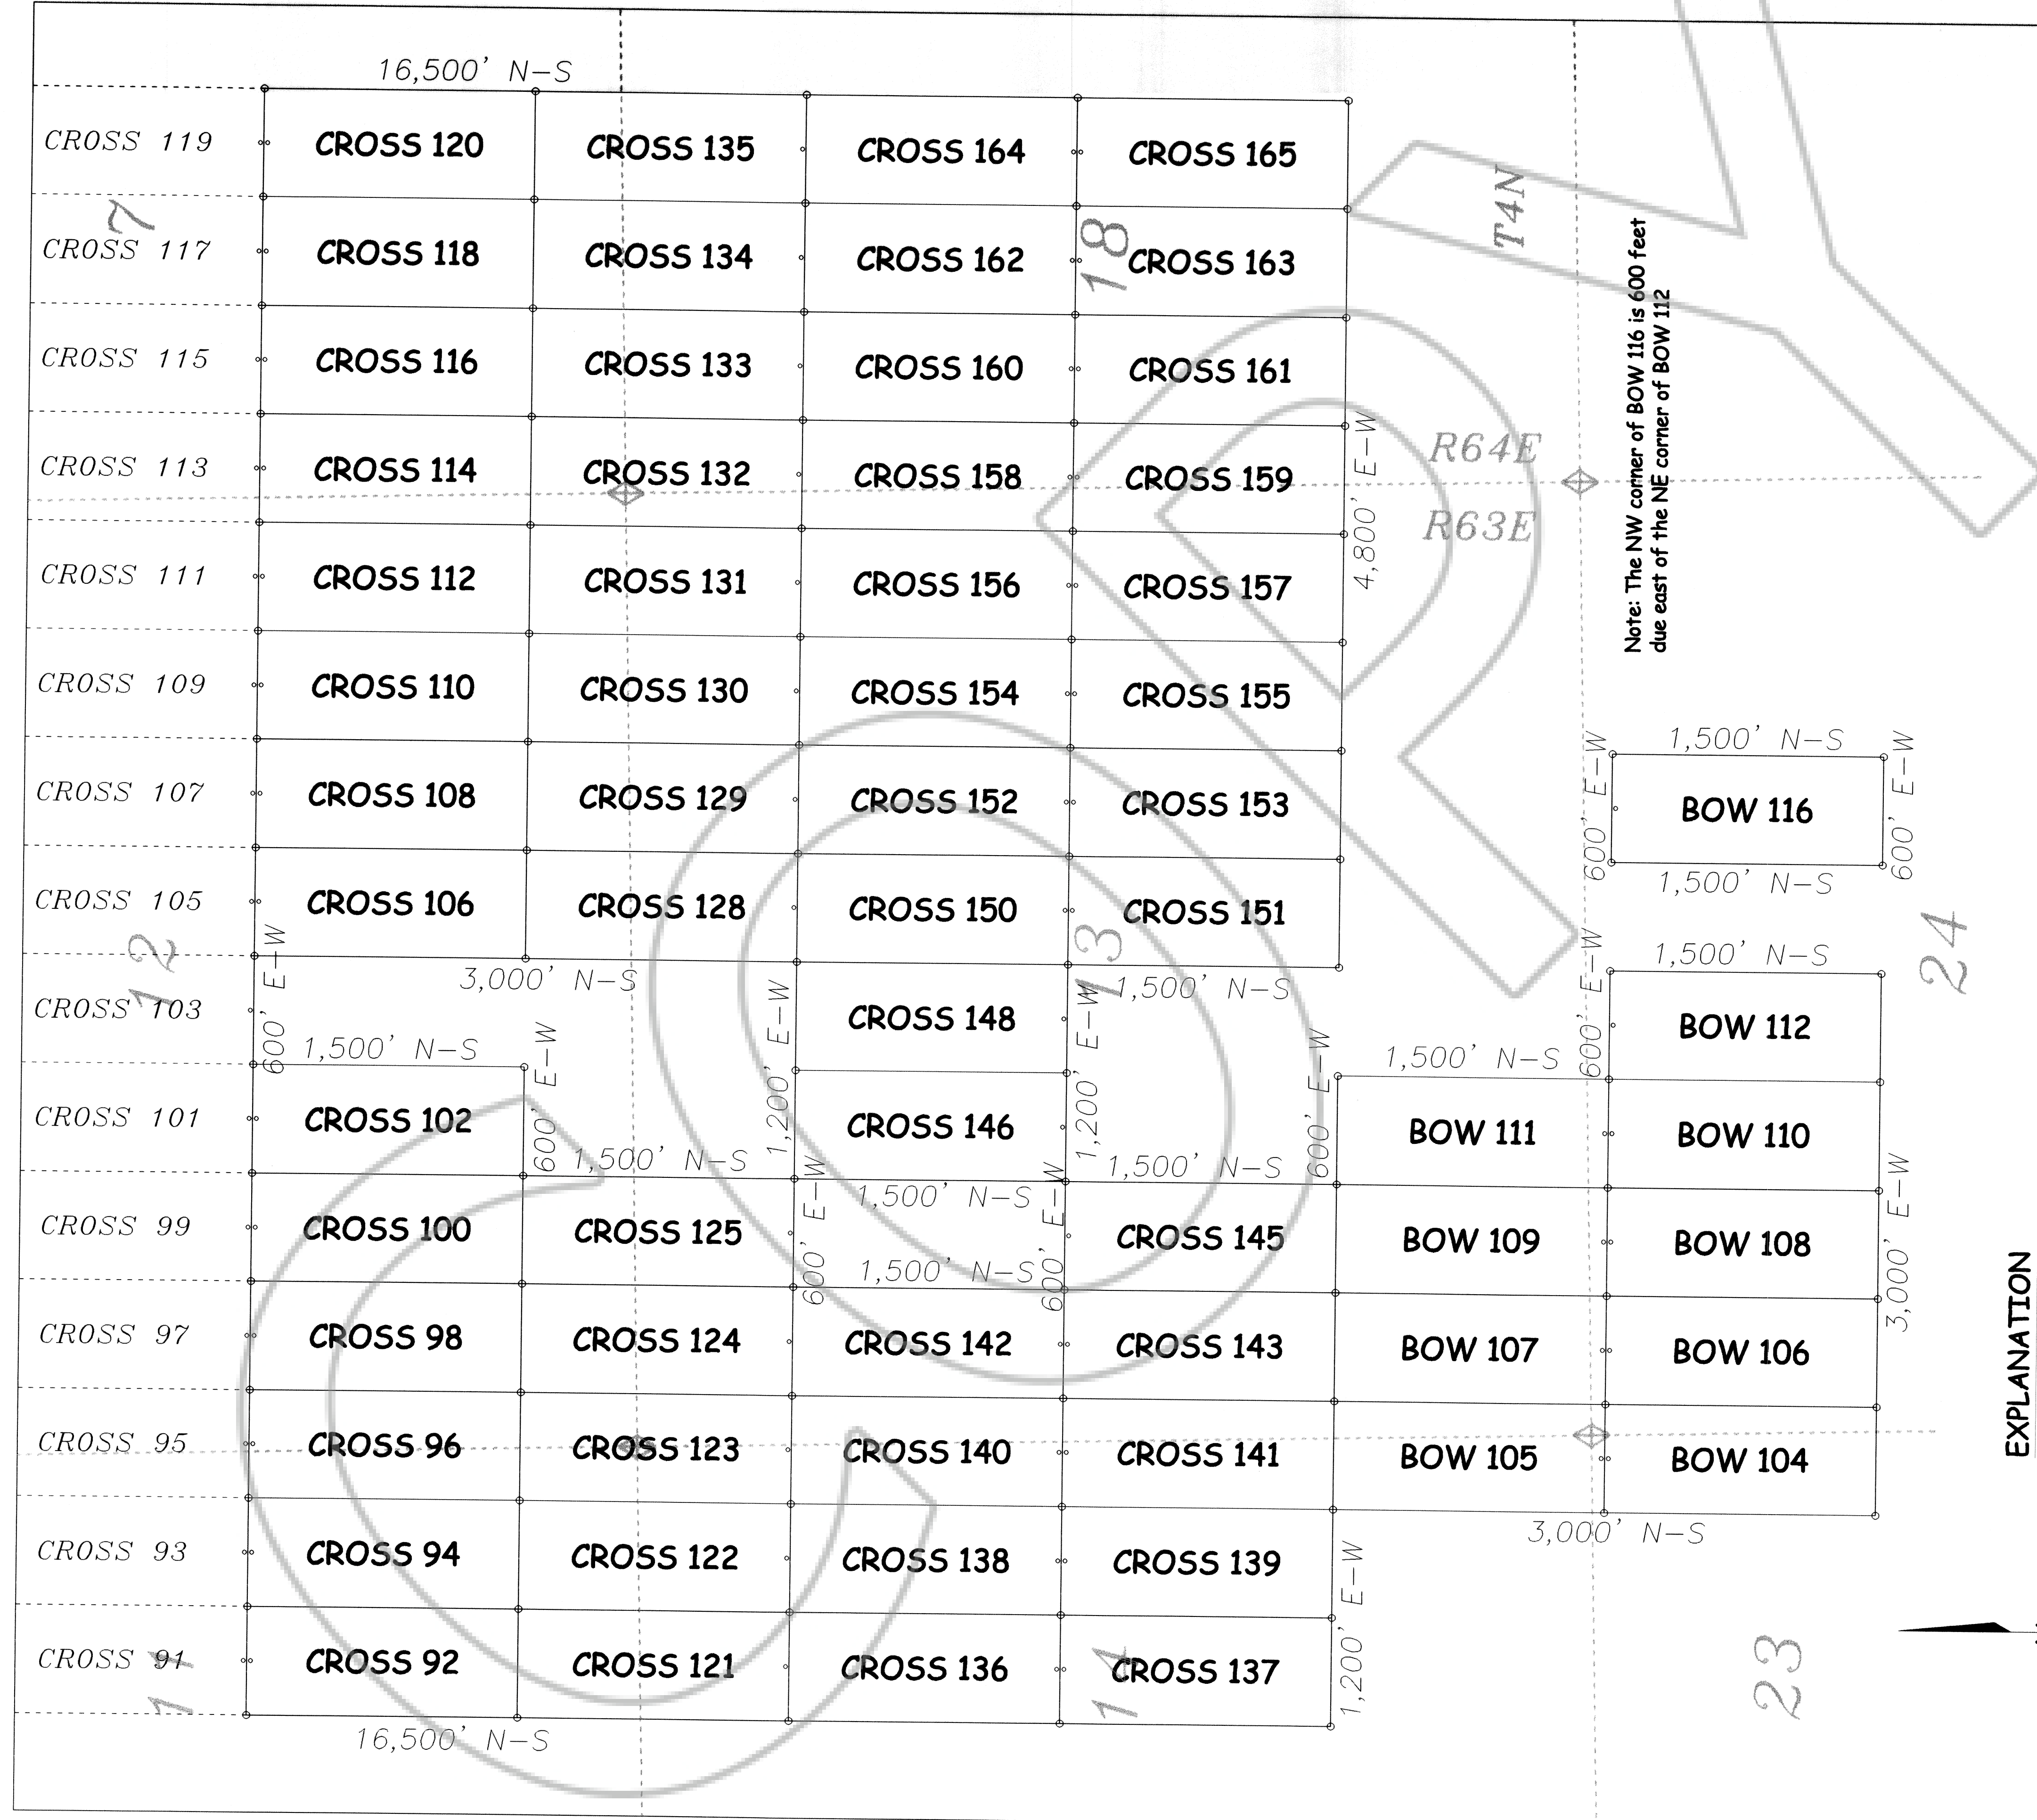 16,500' N-S
CROSS 119 CROSS 120 CROSS 135 CROSS 164 CROSS 165
7
T4N
CROSS 117 CROSS 118 CROSS 134 CROSS 162 CROSS 163
18
Note: The NW corner of BOW 116 is 600 feet
due east of the NE corner of BOW 112
CROSS 115 CROSS 116 CROSS 133 CROSS 160 CROSS 161
CROSS 113 CROSS 114 CROSS 132 CROSS 158 CROSS 159
4,800' E-W
R64E
R63E
CROSS 111 CROSS 112 CROSS 131 CROSS 156 CROSS 157
CROSS 109 CROSS 110 CROSS 130 CROSS 154 CROSS 155
1,500' N-S
CROSS 107 CROSS 108 CROSS 129 CROSS 152 CROSS 153
600' E-W
BOW 116
600' E-W
1,500' N-S
CROSS 105 CROSS 106 CROSS 128 CROSS 150 CROSS 151
12
13
24
1,500' N-S
3,000' N-S
1,500' N-S
CROSS 103
600' E-W
1,200' E-W
CROSS 148
1,200' E-W
600' E-W
BOW 112
1,500' N-S
1,500' N-S
CROSS 101 CROSS 102
600' E-W
CROSS 146
600' E-W
BOW 111 BOW 110
1,500' N-S
1,500' N-S
1,500' N-S
CROSS 99 CROSS 100 CROSS 125
600' E-W
600' E-W
CROSS 145 BOW 109 BOW 108
3,000' E-W
1,500' N-S
CROSS 97 CROSS 98 CROSS 124 CROSS 142 CROSS 143 BOW 107 BOW 106
EXPLANATION
CROSS 95 CROSS 96 CROSS 123 CROSS 140 CROSS 141 BOW 105 BOW 104
3,000' N-S
CROSS 93 CROSS 94 CROSS 122 CROSS 138 CROSS 139
1,200' E-W
CROSS 91 CROSS 92 CROSS 121 CROSS 136 CROSS 137
11
14
23
16,500' N-S
COPY